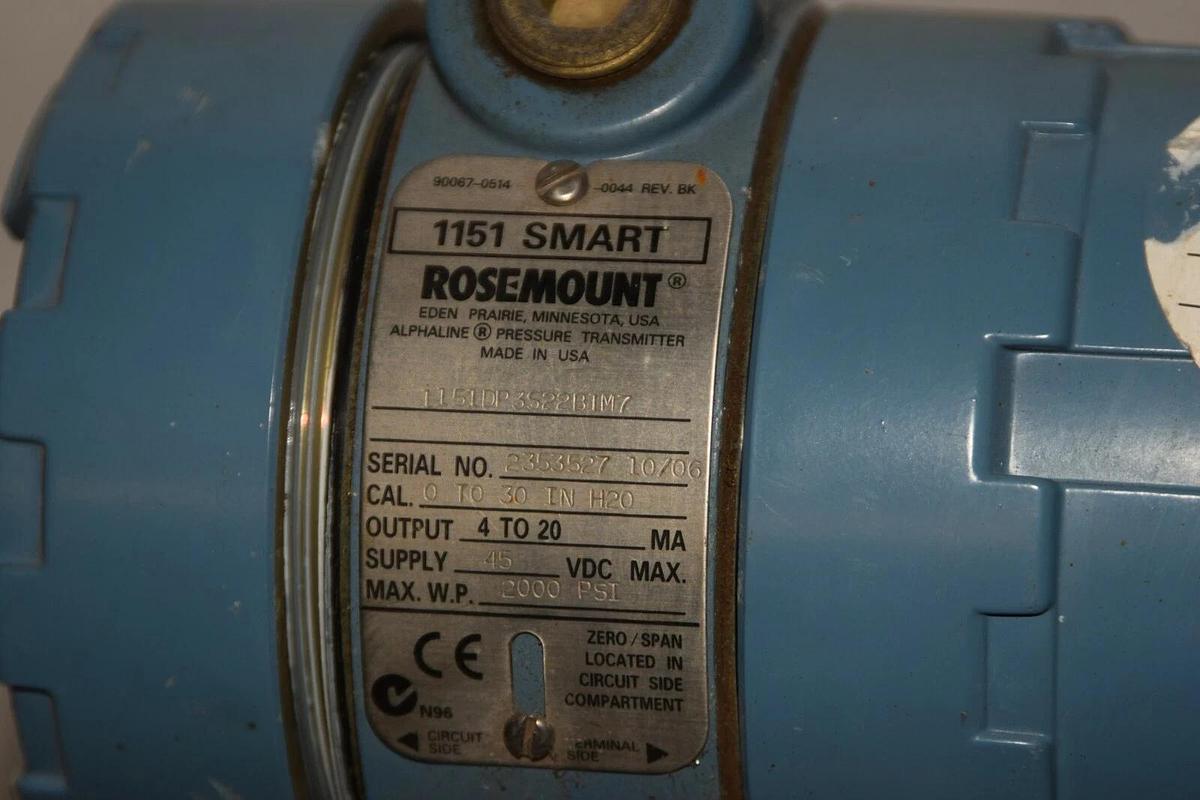 90067-0514 -0044 REV. BK
1151 SMART
ROSEMOUNT®
EDEN PRAIRIE, MINNESOTA, USA
ALPHALINE ® PRESSURE TRANSMITTER
MADE IN USA
1151DP3S22B1M7
SERIAL NO. 2353527 10/06
CAL. 0 TO 30 IN H2O
OUTPUT 4 TO 20 MA
SUPPLY 45 VDC MAX.
MAX. W.P. 2000 PSI
CE
ZERO/SPAN
LOCATED IN
CIRCUIT SIDE
COMPARTMENT
N96
◀ CIRCUIT SIDE
TERMINAL SIDE ▶